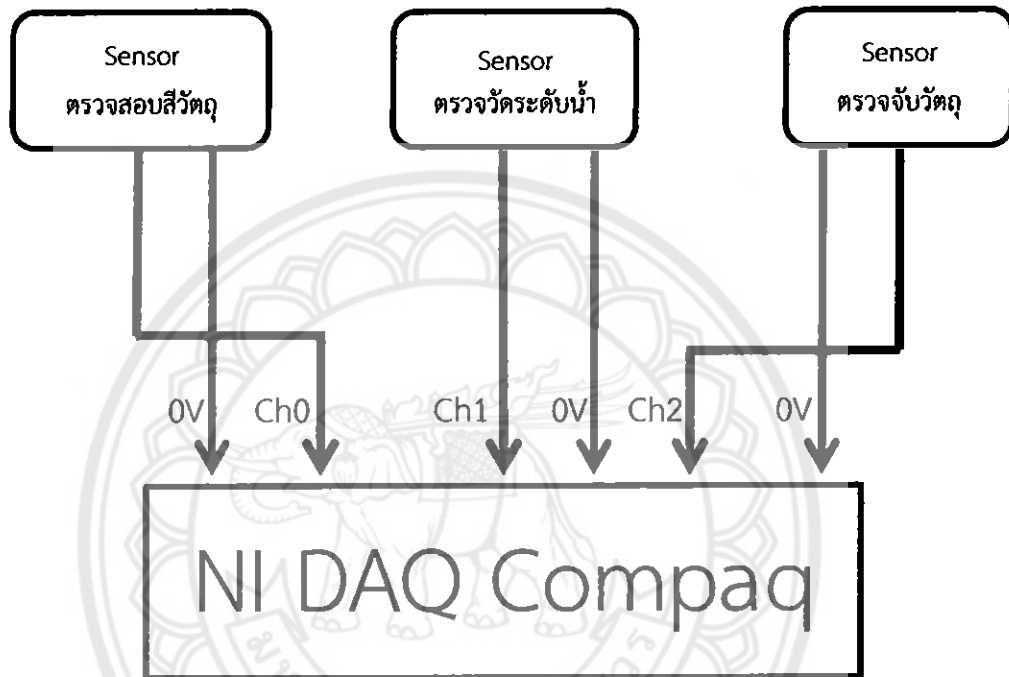 Sensor
ตรวจสอบสีวัตถุ
Sensor
ตรวจวัดระดับน้ำ
Sensor
ตรวจจับวัตถุ
0V Ch0 Ch1 0V Ch2 0V
NI DAQ Compaq